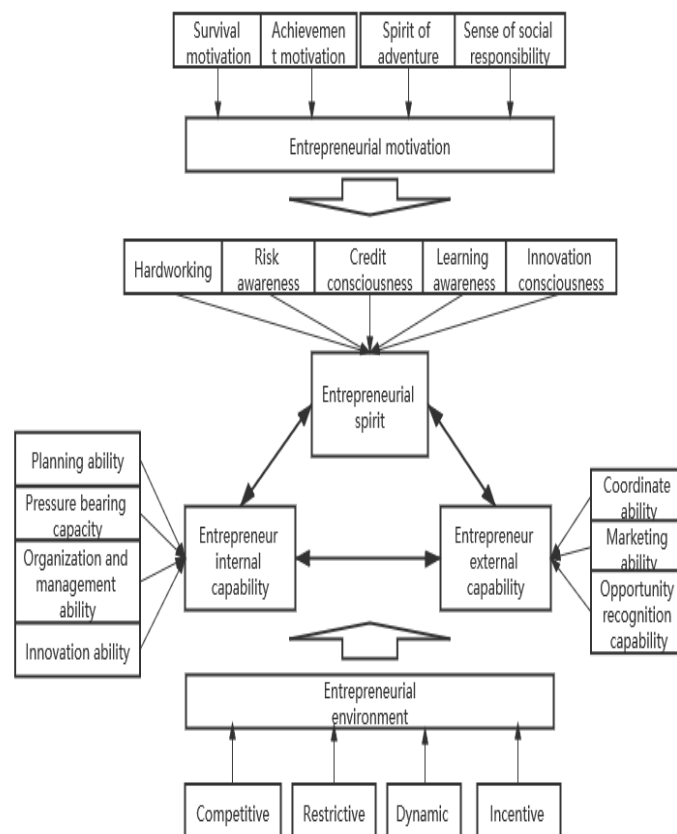 Survival
motivation
Achievemen
t motivation
Spirit of
adventure
Sense of social
responsibility
Entrepreneurial motivation
Hardworking
Risk
awareness
Credit
consciousness
Learning
awareness
Innovation
consciousness
Entrepreneurial
spirit
Planning ability
Pressure bearing
capacity
Organization and
management
ability
Innovation ability
Entrepreneur
internal
capability
Entrepreneur
external
capability
Coordinate
ability
Marketing
ability
Opportunity
recognition
capability
Entrepreneurial
environment
Competitive
Restrictive
Dynamic
Incentive